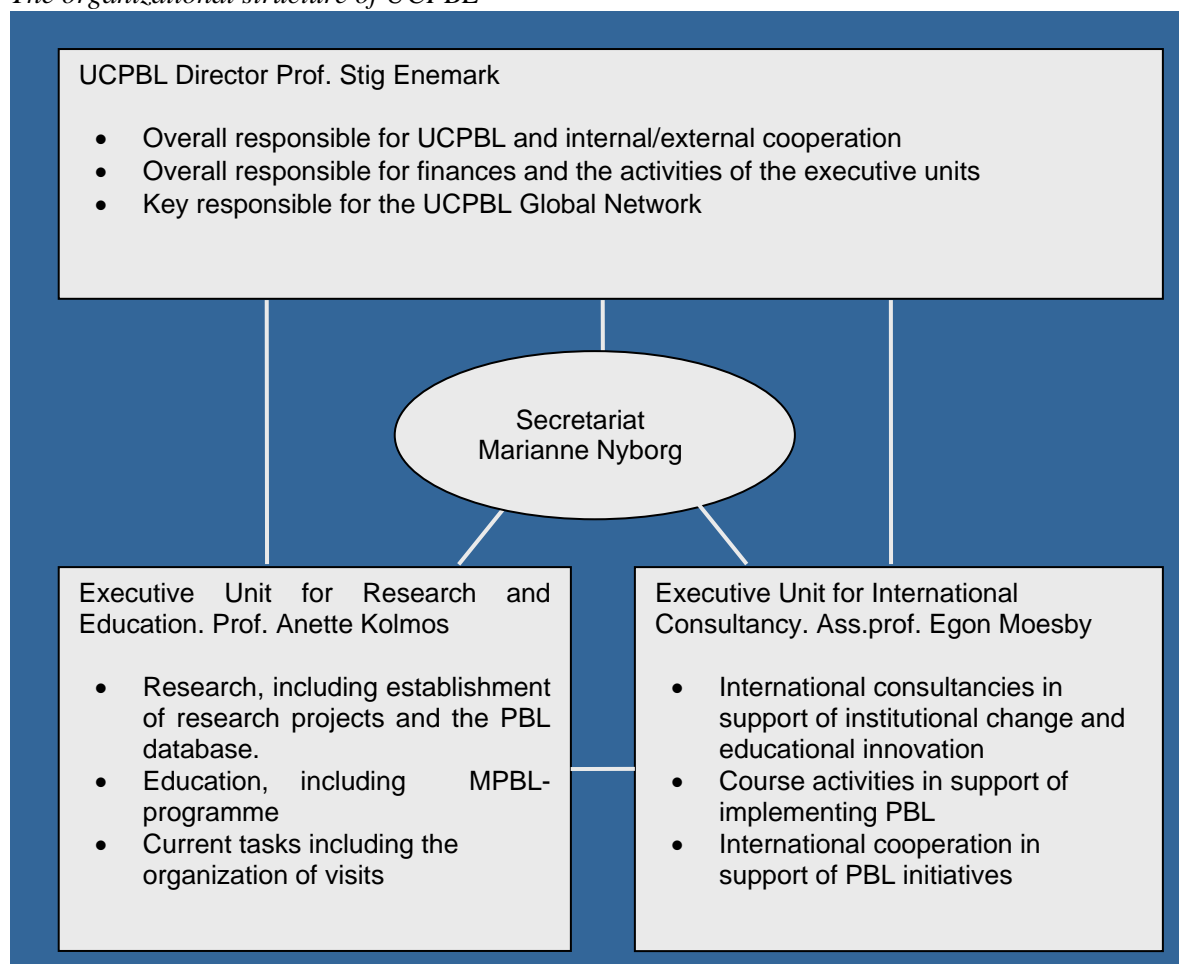 The organizational structure of UCPBL
UCPBL Director Prof. Stig Enemark
• Overall responsible for UCPBL and internal/external cooperation
• Overall responsible for finances and the activities of the executive units
• Key responsible for the UCPBL Global Network
Secretariat
Marianne Nyborg
Executive Unit for Research and
Education. Prof. Anette Kolmos
• Research, including establishment
of research projects and the PBL
database.
• Education, including MPBL-
programme
• Current tasks including the
organization of visits
Executive Unit for International
Consultancy. Ass.prof. Egon Moesby
• International consultancies in
support of institutional change and
educational innovation
• Course activities in support of
implementing PBL
• International cooperation in
support of PBL initiatives